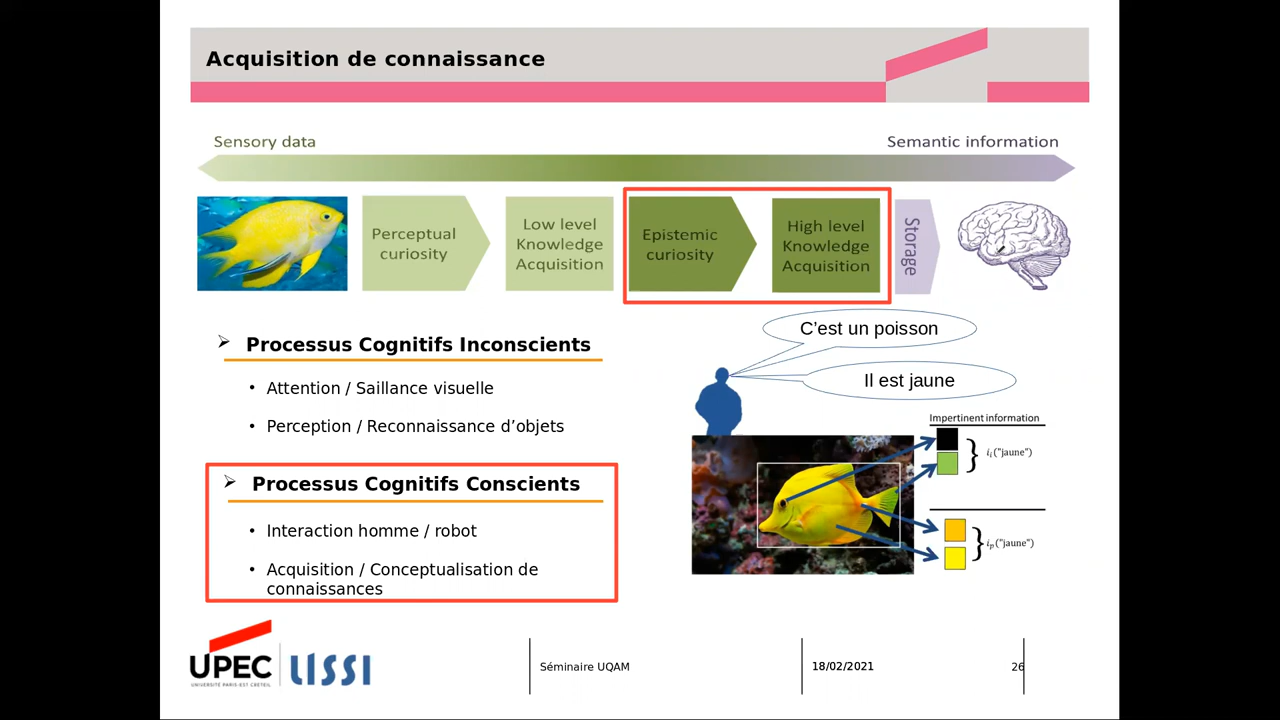 Acquisition de connaissance
Sensory data
Semantic information
Perceptual
curiosity
Low level
Knowledge
Acquisition
Epistemic
curiosity
High level
Knowledge
Acquisition
Storage
Processus Cognitifs Inconscients
Attention / Saillance visuelle
Perception / Reconnaissance d’objets
Processus Cognitifs Conscients
Interaction homme / robot
Acquisition / Conceptualisation de
connaissances
C’est un poisson
Il est jaune
Impertinent information
i_i("jaune")
i_p("jaune")
UPEC
UNIVERSITÉ PARIS-EST CRÉTEIL
LISSI
Séminaire UQAM
18/02/2021
26